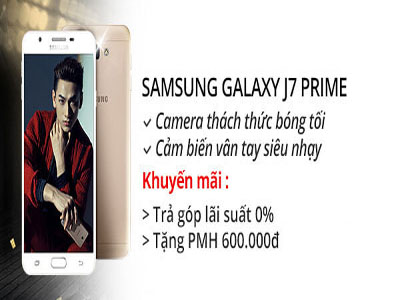 SAMSUNG GALAXY J7 PRIME
✓ Camera thách thức bóng tối
✓ Cảm biến vân tay siêu nhạy
Khuyến mãi :
> Trả góp lãi suất 0%
> Tặng PMH 600.000đ
SAMSUNG